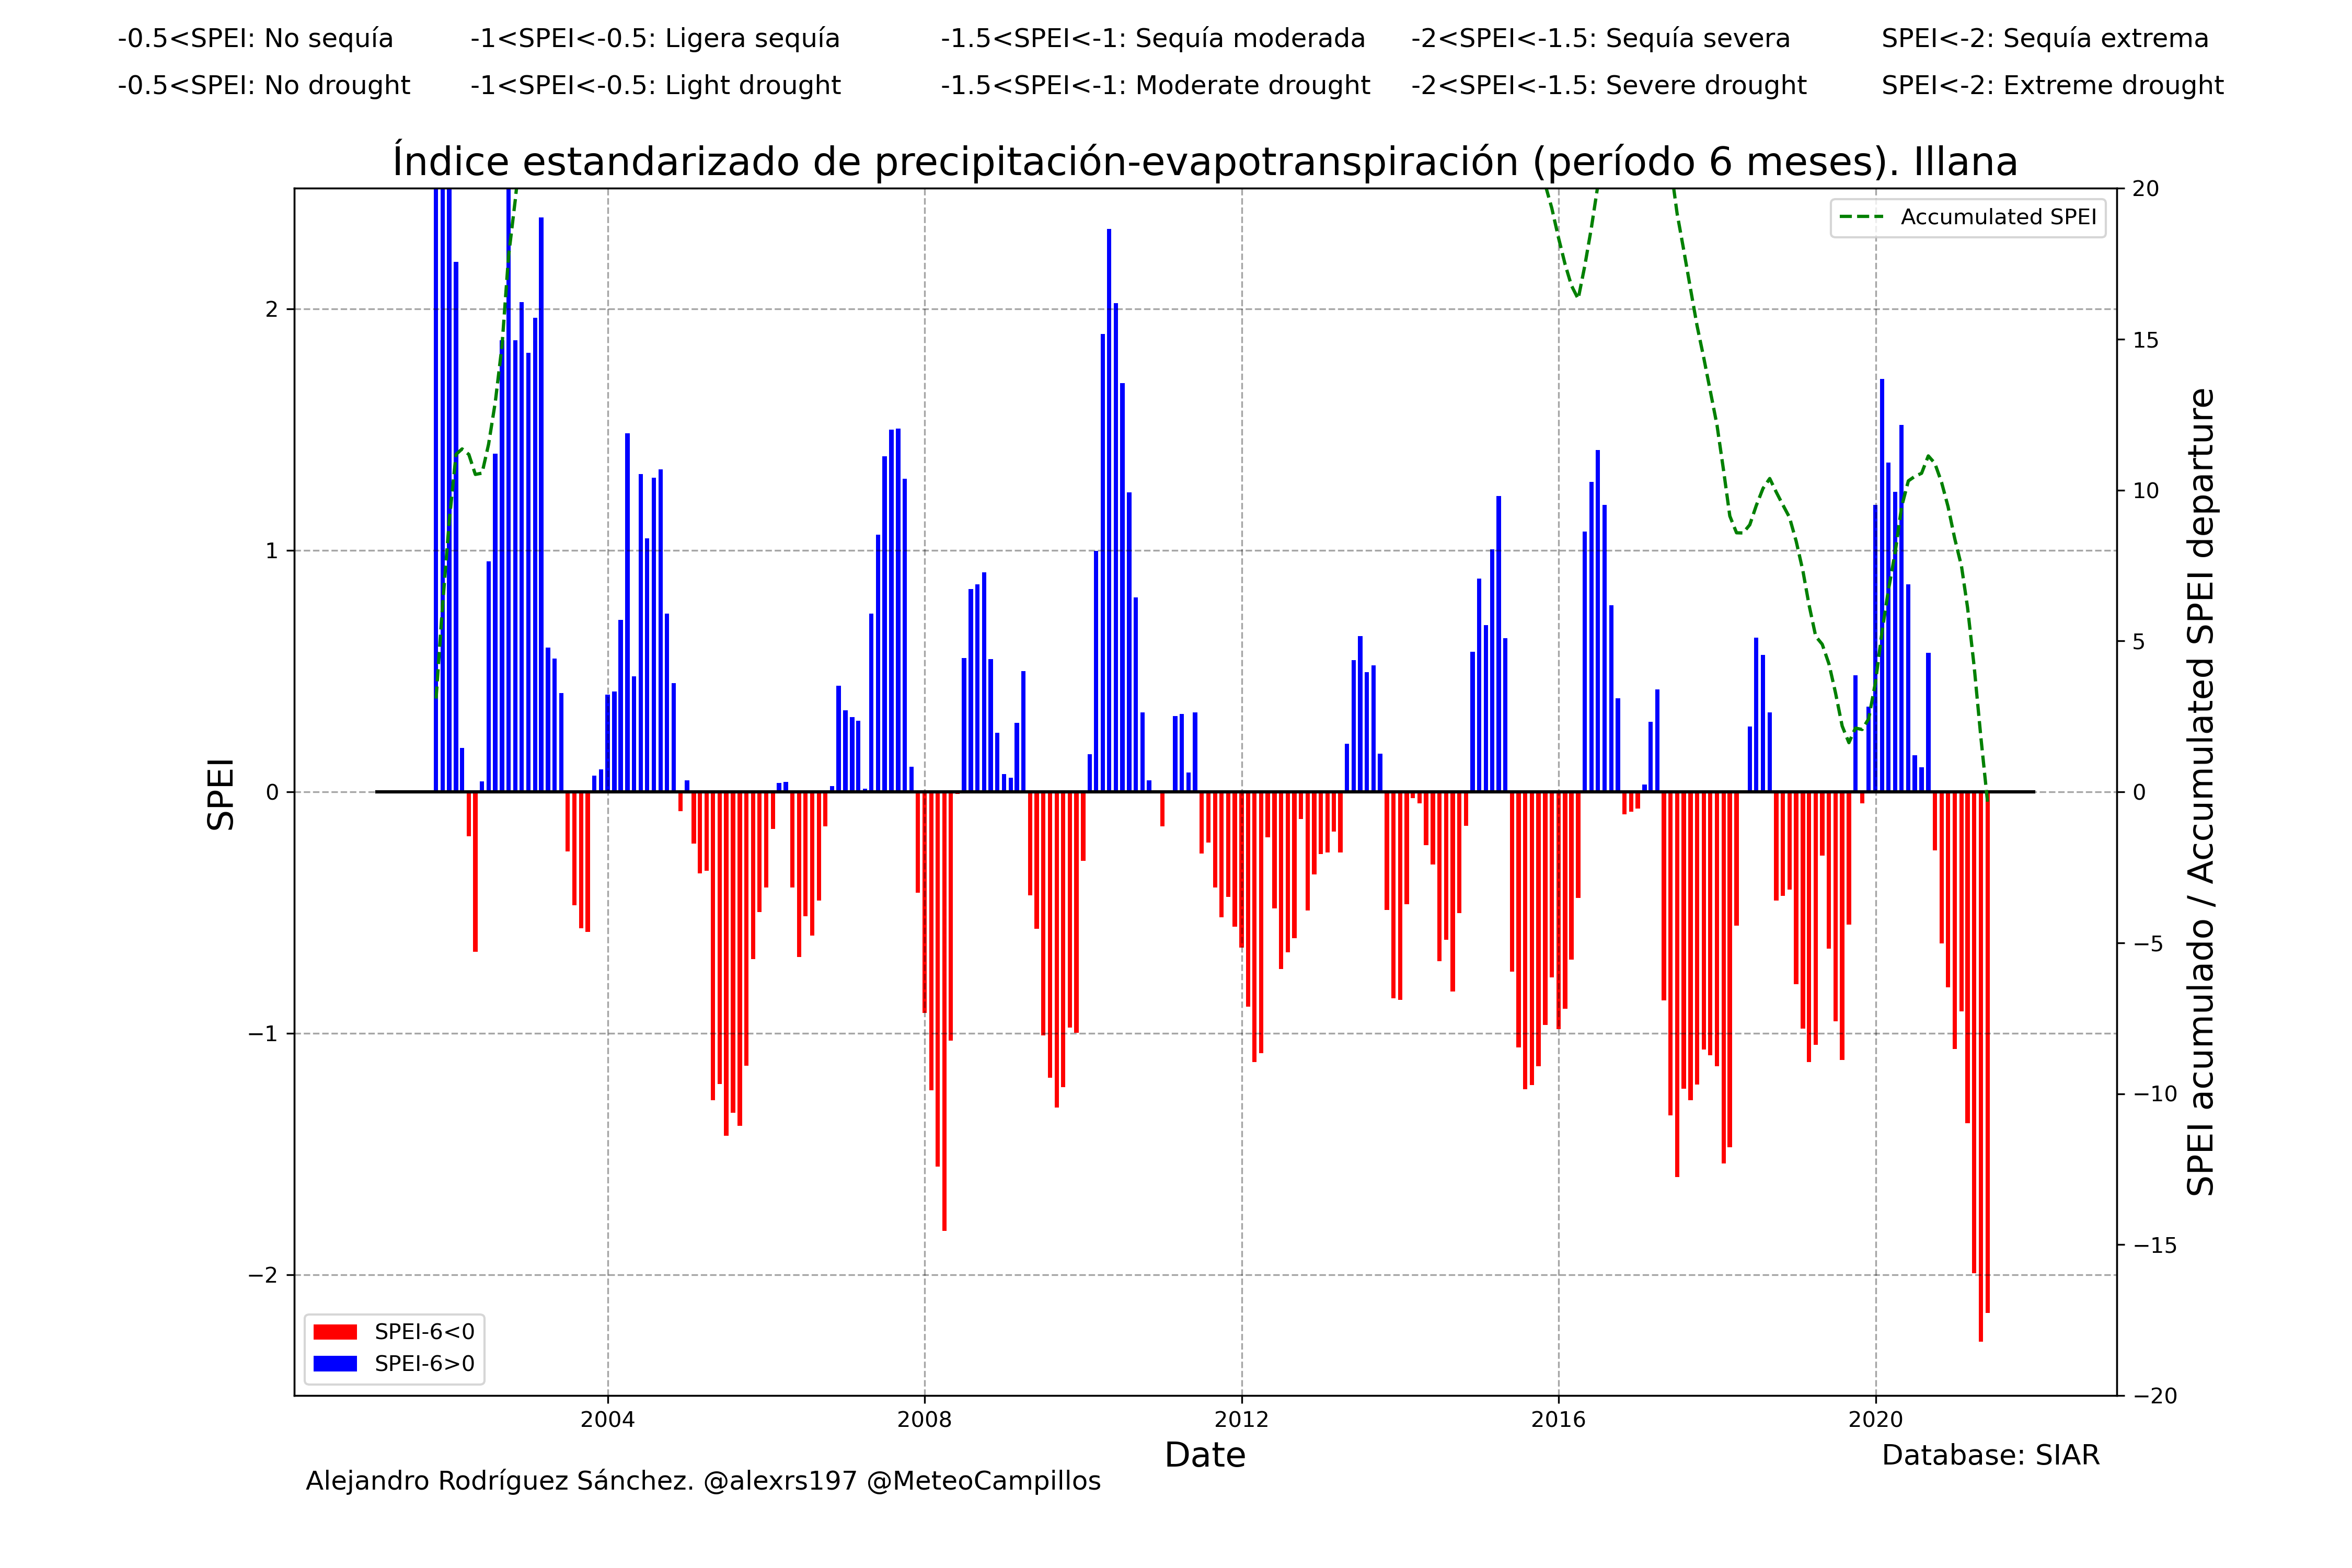 -0.5<SPEI: No sequía -1<SPEI<-0.5: Ligera sequía -1.5<SPEI<-1: Sequía moderada -2<SPEI<-1.5: Sequía severa SPEI<-2: Sequía extrema
-0.5<SPEI: No drought -1<SPEI<-0.5: Light drought -1.5<SPEI<-1: Moderate drought -2<SPEI<-1.5: Severe drought SPEI<-2: Extreme drought
Índice estandarizado de precipitación-evapotranspiración (período 6 meses). Illana
Accumulated SPEI
SPEI
2
1
0
−1
−2
20
15
10
5
0
−5
−10
−15
−20
SPEI acumulado / Accumulated SPEI departure
SPEI-6<0
SPEI-6>0
2004 2008 2012 2016 2020
Date
Database: SIAR
Alejandro Rodríguez Sánchez. @alexrs197 @MeteoCampillos